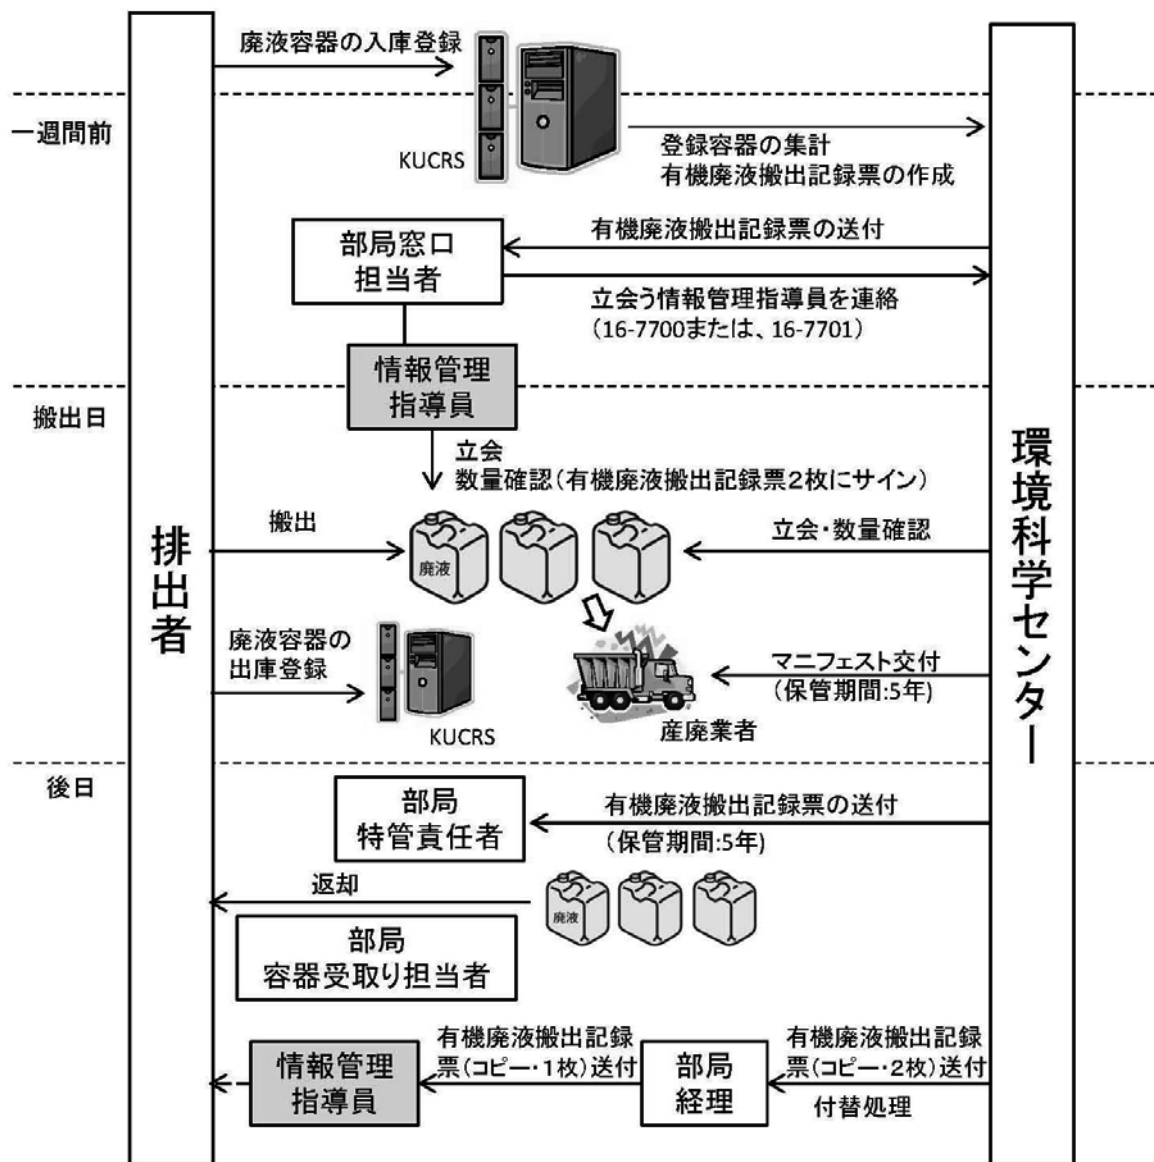 廃液容器の入庫登録
一週間前
KUCRS
登録容器の集計
有機廃液搬出記録票の作成
部局窓口
担当者
有機廃液搬出記録票の送付
立会う情報管理指導員を連絡
（16-7700または、16-7701）
情報管理
指導員
搬出日
立会
数量確認（有機廃液搬出記録票２枚にサイン）
排出者
環境科学センター
搬出
廃液
立会・数量確認
廃液容器の
出庫登録
KUCRS
マニフェスト交付
（保管期間:5年）
産廃業者
後日
部局
特管責任者
有機廃液搬出記録票の送付
（保管期間:5年）
返却
廃液
部局
容器受取り担当者
有機廃液搬出記録
票（コピー・１枚）送付
有機廃液搬出記録
票（コピー・２枚）送付
情報管理
指導員
部局
経理
付替処理